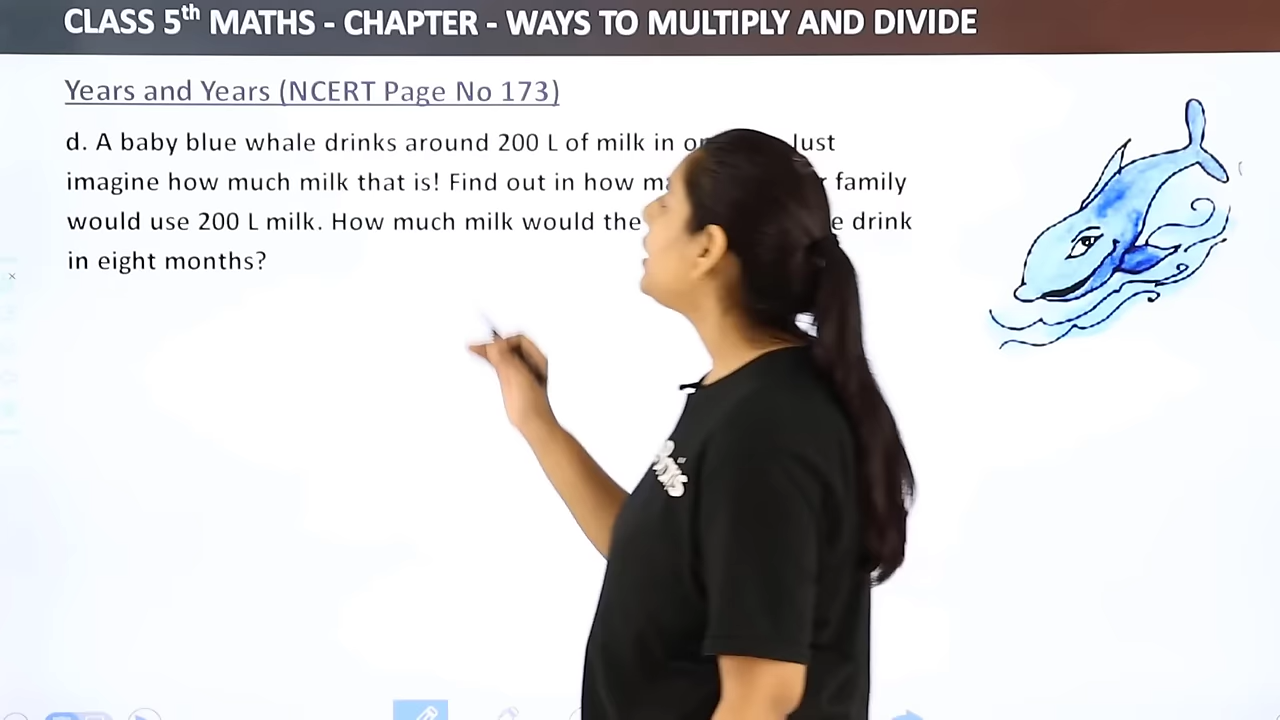 CLASS 5th MATHS - CHAPTER - WAYS TO MULTIPLY AND DIVIDE
Years and Years (NCERT Page No 173)
d. A baby blue whale drinks around 200 L of milk in Just
imagine how much milk that is! Find out in how family
would use 200 L milk. How much milk would the drink
in eight months?